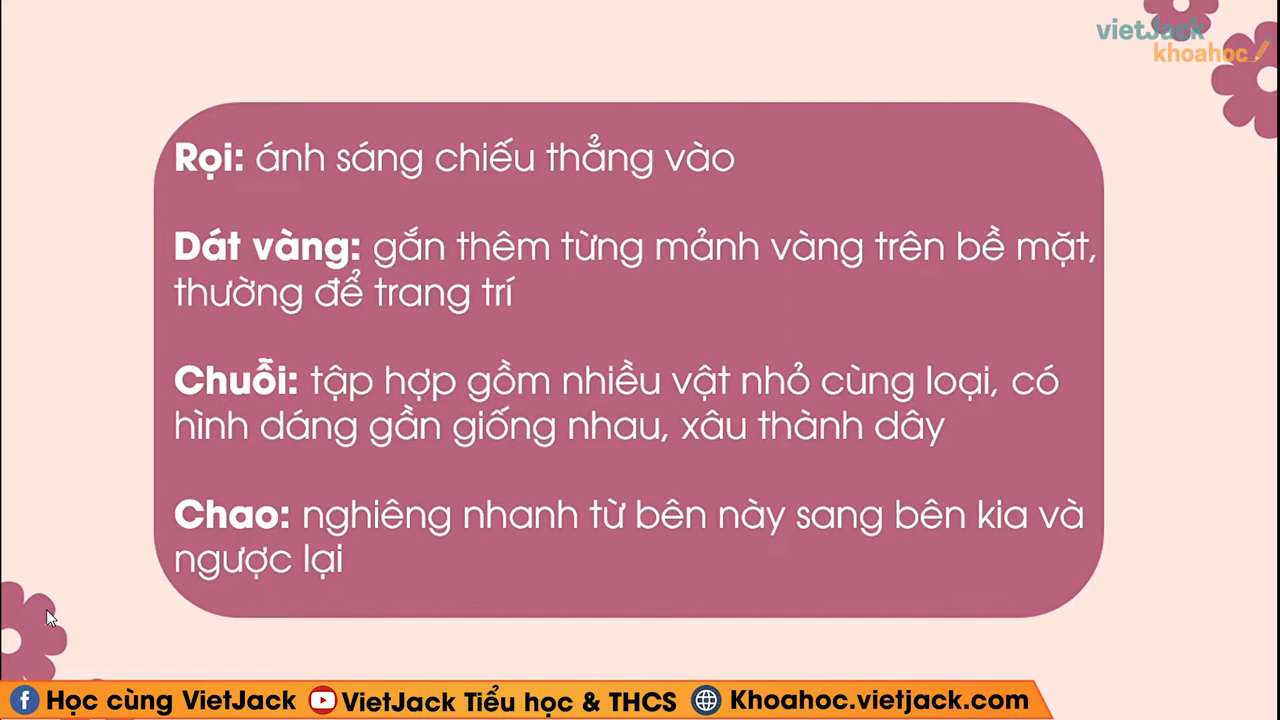 vietJack
khoahoc
Rọi: ánh sáng chiếu thẳng vào
Dát vàng: gắn thêm từng mảnh vàng trên bề mặt,
thường để trang trí
Chuỗi: tập hợp gồm nhiều vật nhỏ cùng loại, có
hình dáng gần giống nhau, xâu thành dây
Chao: nghiêng nhanh từ bên này sang bên kia và
ngược lại
Học cùng VietJack VietJack Tiểu học & THCS Khoahoc.vietjack.com